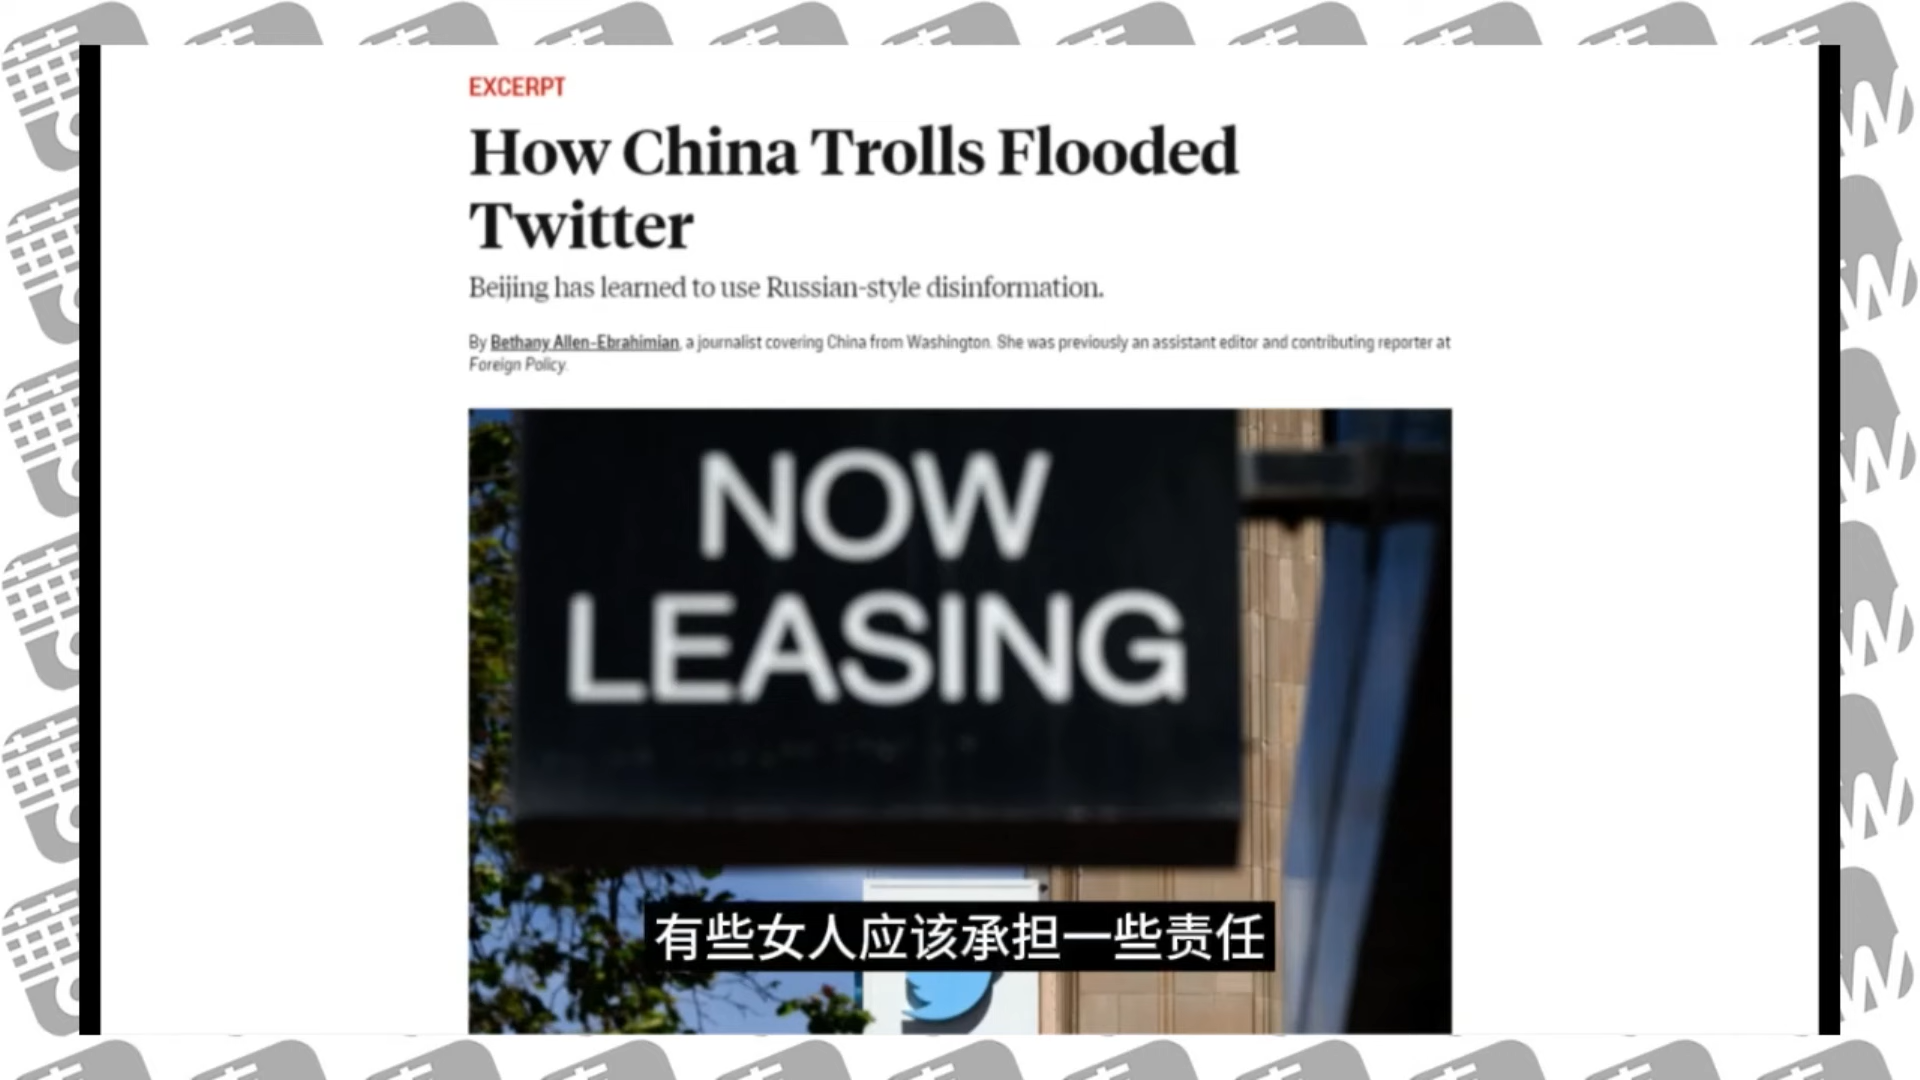 EXCERPT
How China Trolls Flooded
Twitter
Beijing has learned to use Russian-style disinformation.
By Bethany Allen-Ebrahimian, a journalist covering China from Washington. She was previously an assistant editor and contributing reporter at
Foreign Policy.
NOW
LEASING
有些女人应该承担一些责任